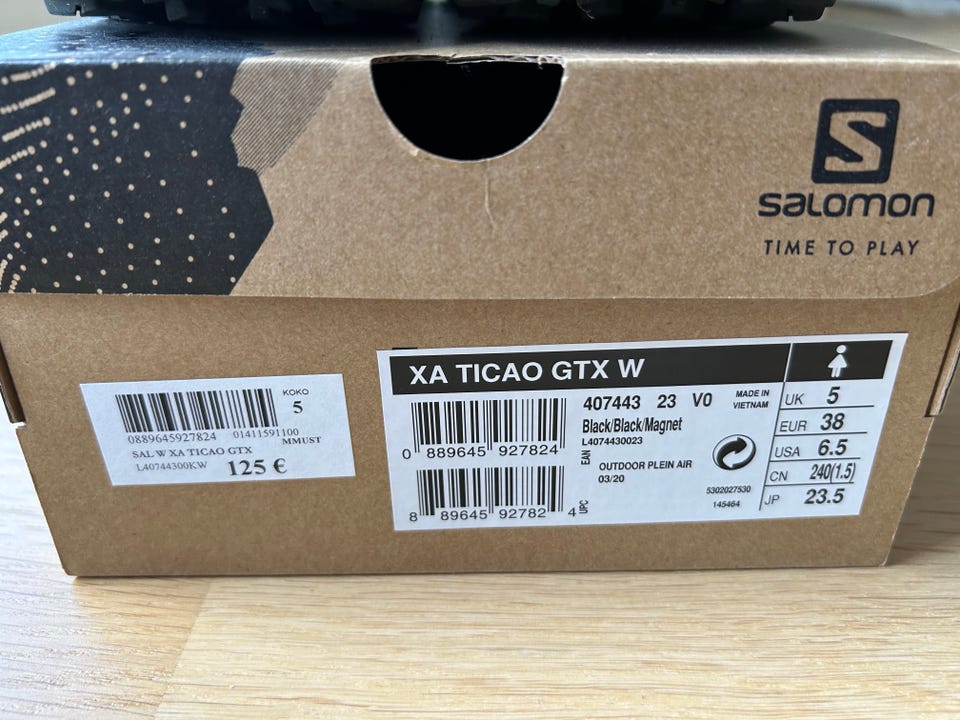 S
salomon
TIME TO PLAY
KOKO
5
0889645927824 01411591100
MMUST
SAL W XA TICAO GTX
L40744300KW 125 €
XA TICAO GTX W
407443 23 V0
MADE IN
VIETNAM
Black/Black/Magnet
L4074430023
0 889645 927824
EAN
OUTDOOR PLEIN AIR
03/20
5302027530
145464
8 89645 92782 4
UPC
UK 5
EUR 38
USA 6.5
CN 240(1.5)
JP 23.5